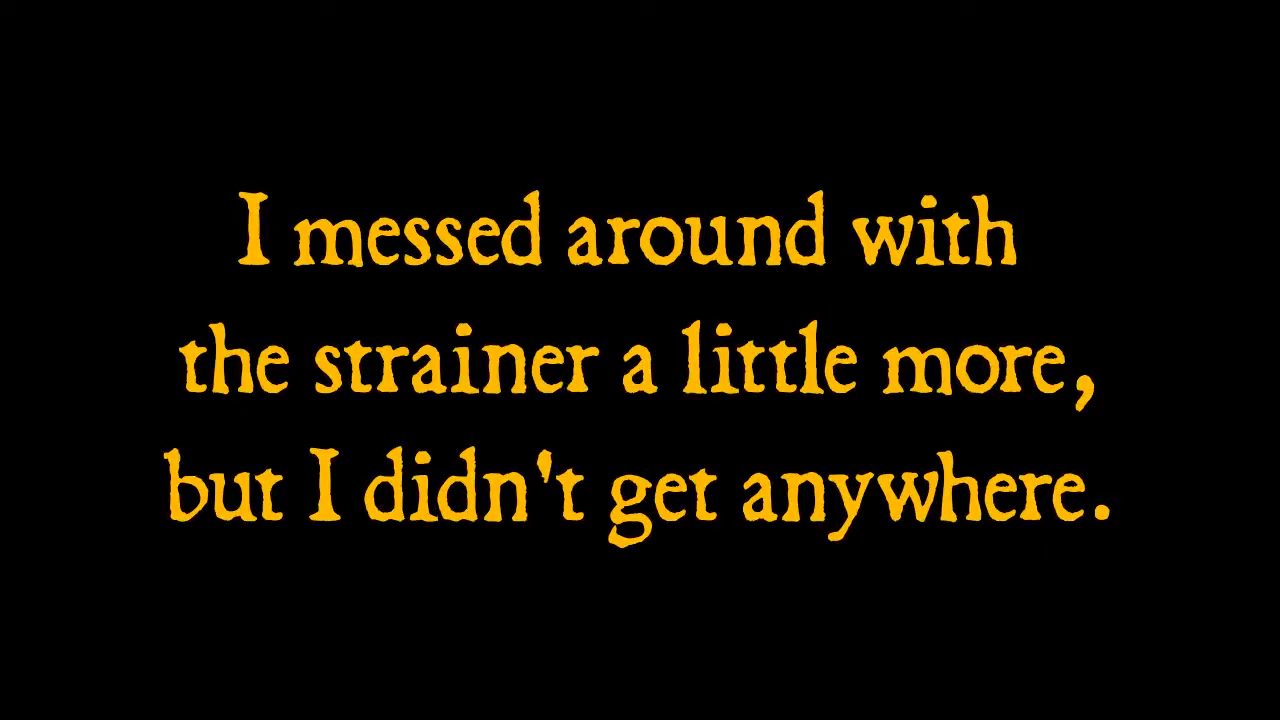 I messed around with
the strainer a little more,
but I didn't get anywhere.